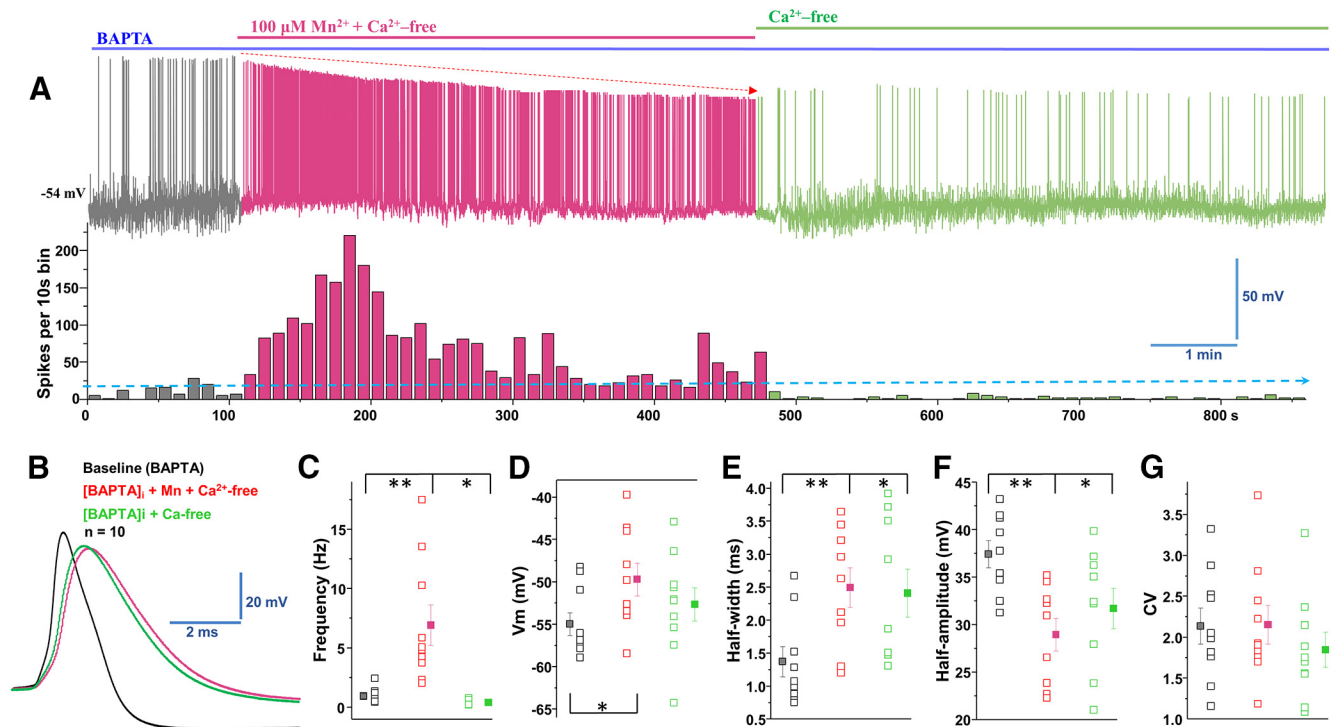 Ca²⁺–free
100 µM Mn²⁺ + Ca²⁺–free
BAPTA
A
-54 mV
Spikes per 10s bin
200
150
100
50
0
50 mV
1 min
0 100 200 300 400 500 600 700 800 s
B
Baseline (BAPTA)
[BAPTA]ᵢ + Mn + Ca²⁺-free
[BAPTA]i + Ca-free
n = 10
20 mV
2 ms
C
** *
Frequency (Hz)
15
10
5
0
D
Vm (mV)
-40
-45
-50
-55
-60
-65
*
E
** *
Half-width (ms)
4.0
3.5
3.0
2.5
2.0
1.5
1.0
0.5
F
** *
Half-amplitude (mV)
45
40
35
30
25
20
G
CV
4.0
3.5
3.0
2.5
2.0
1.5
1.0